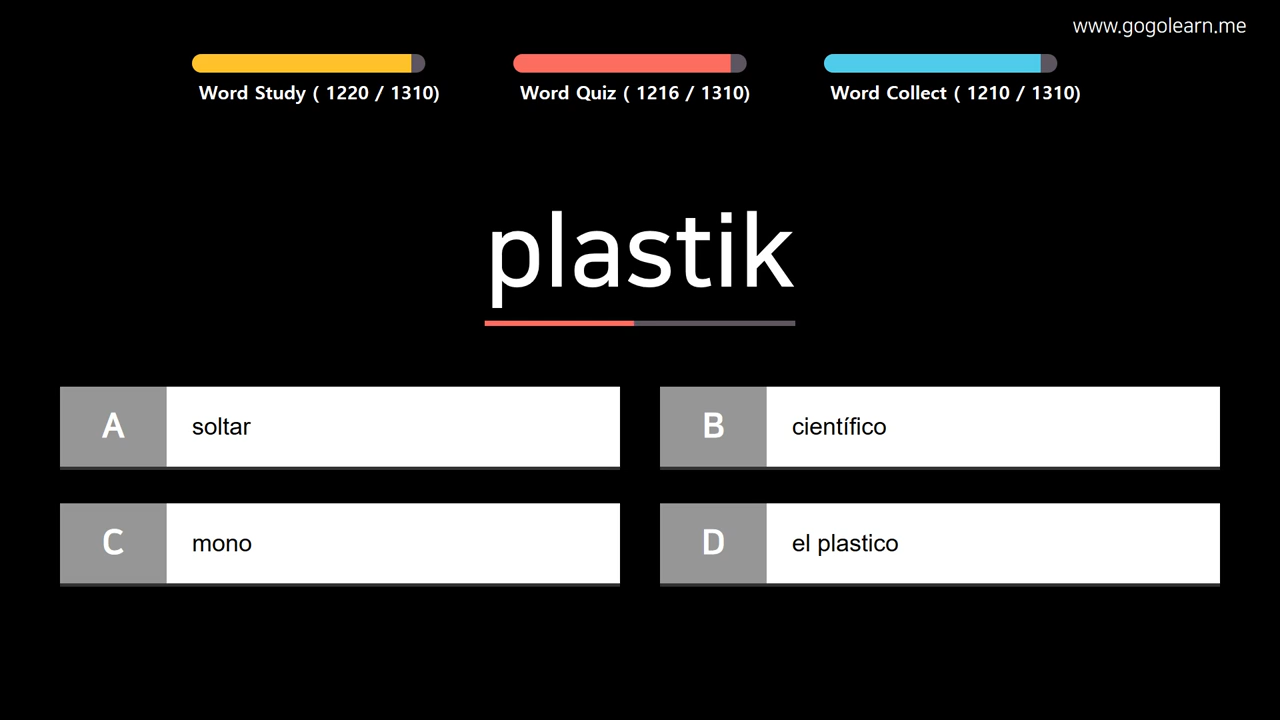 www.gogolearn.me
Word Study ( 1220 / 1310)
Word Quiz ( 1216 / 1310)
Word Collect ( 1210 / 1310)
plastik
A soltar
B científico
C mono
D el plastico